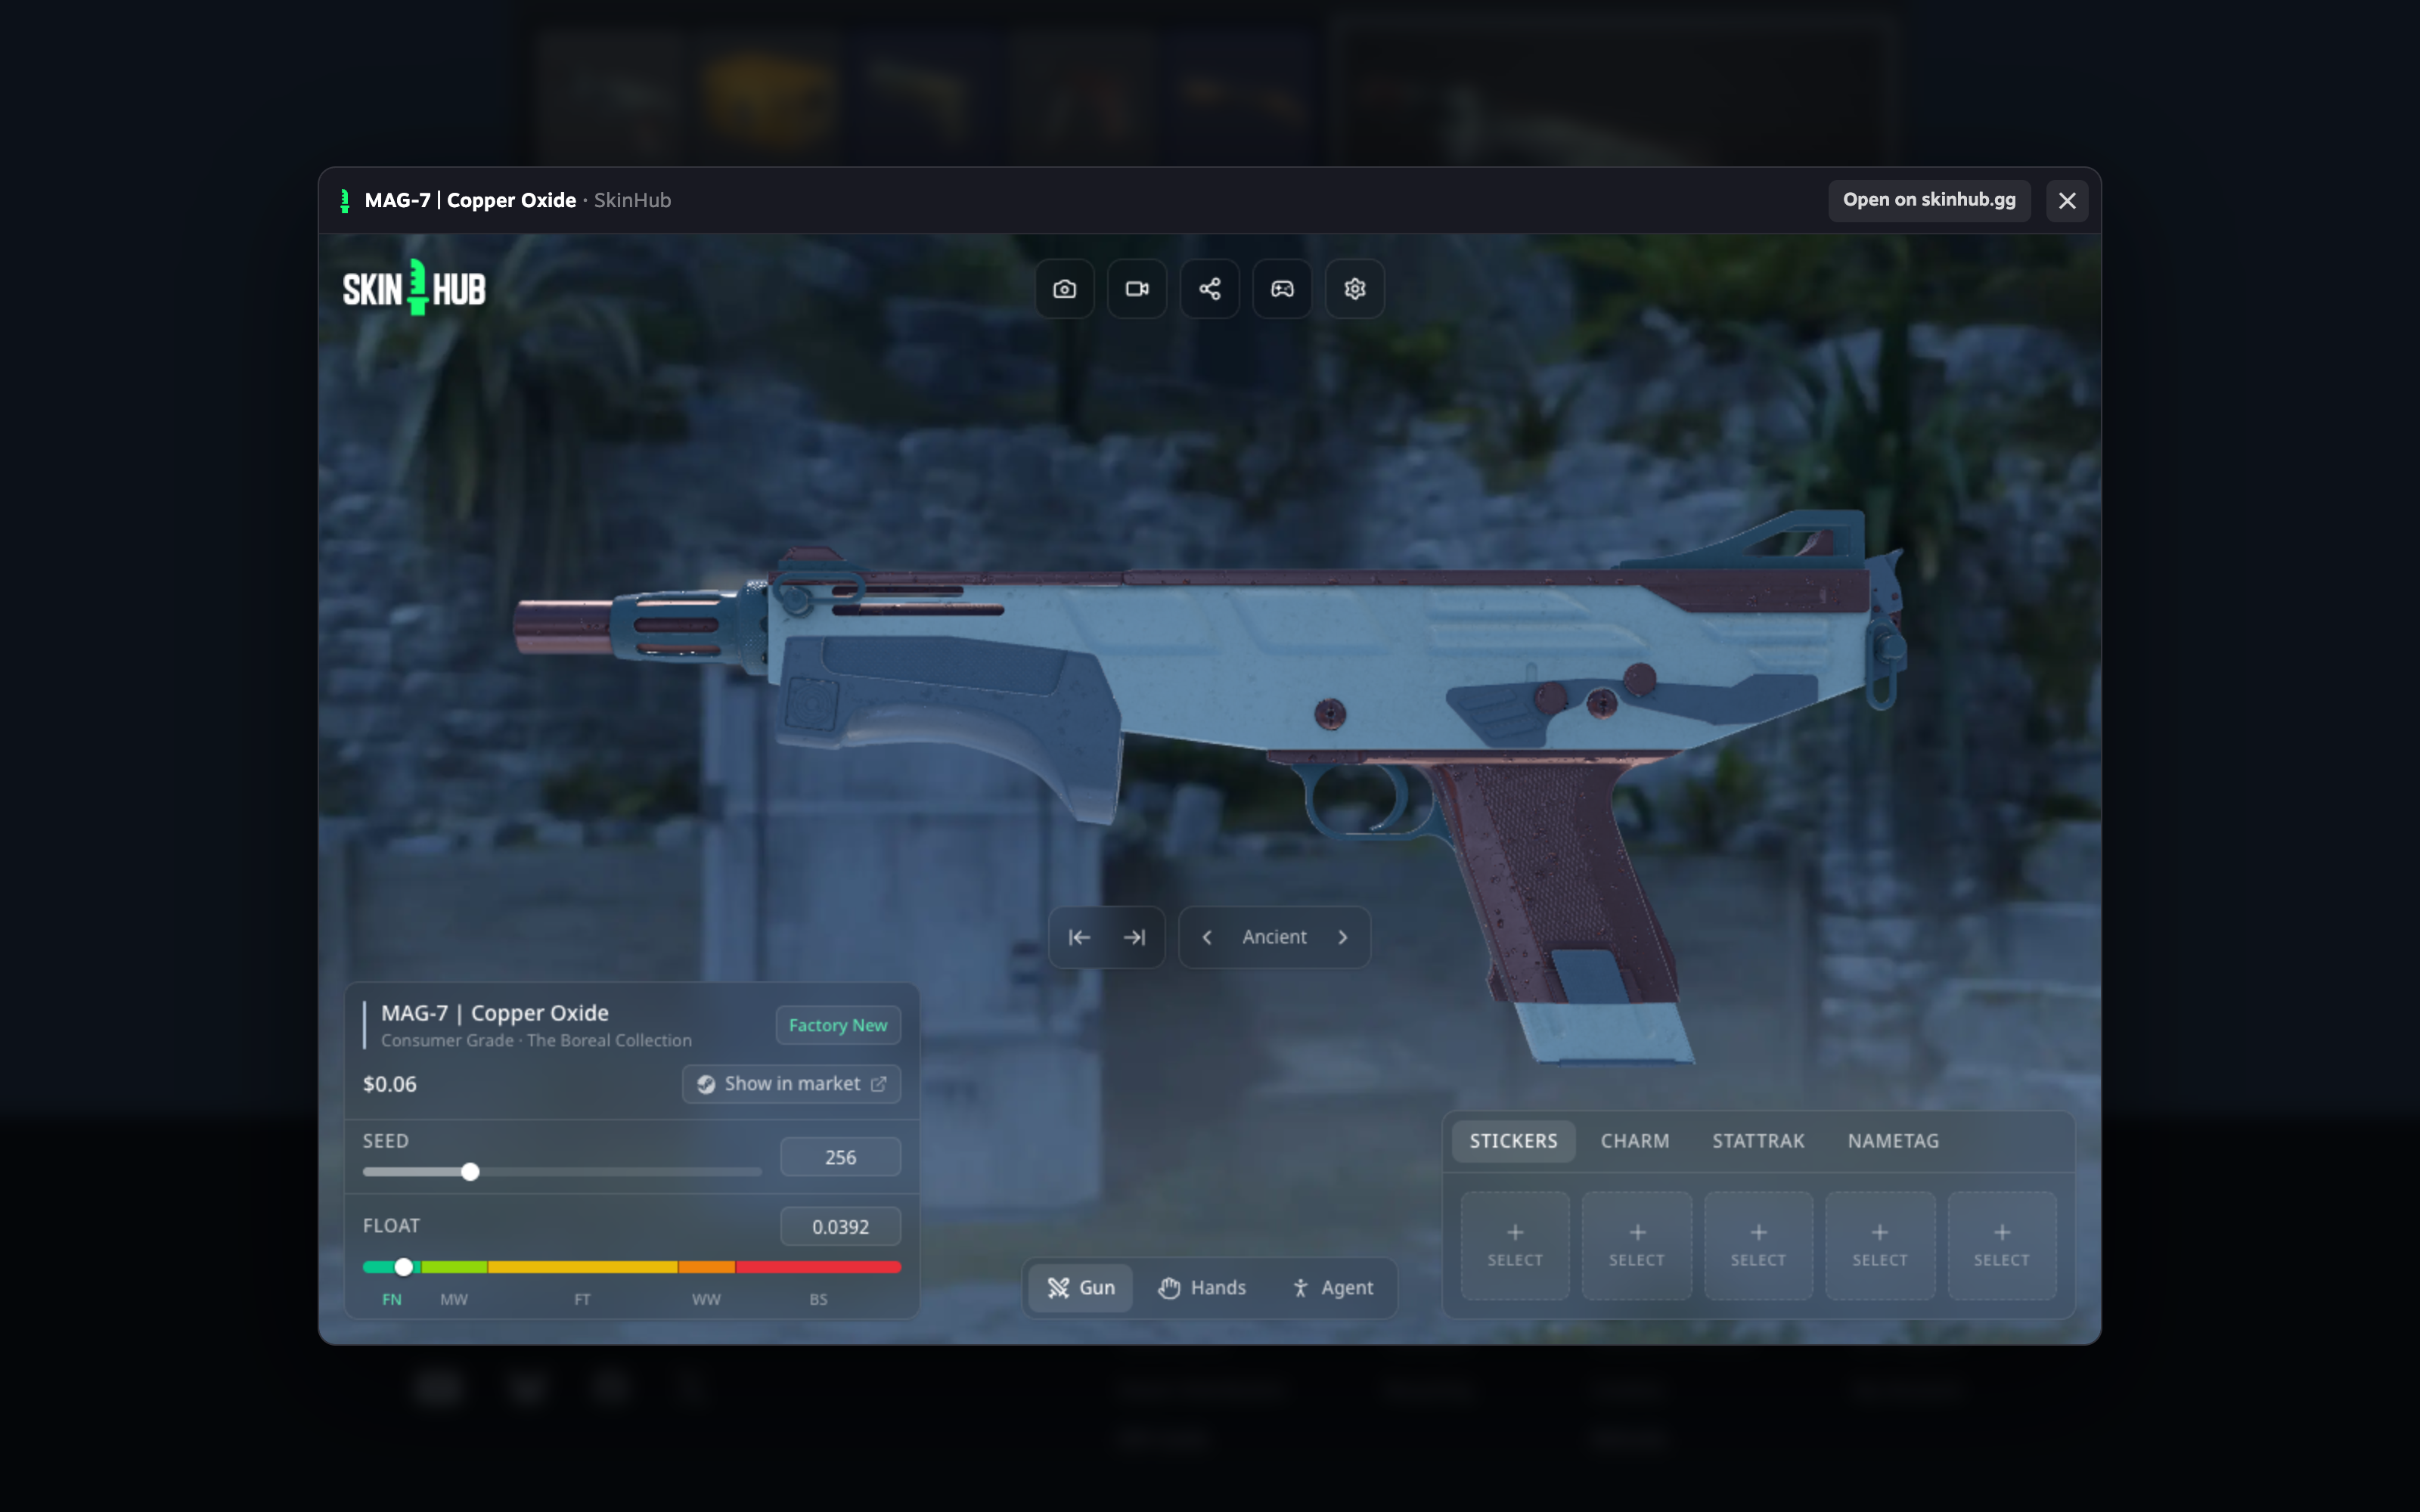 MAG-7 | Copper Oxide · SkinHub
Open on skinhub.gg
SKIN HUB
Ancient
MAG-7 | Copper Oxide
Consumer Grade · The Boreal Collection
Factory New
$0.06
Show in market
SEED
256
FLOAT
0.0392
FN MW FT WW BS
Gun Hands Agent
STICKERS CHARM STATTRAK NAMETAG
SELECT SELECT SELECT SELECT SELECT